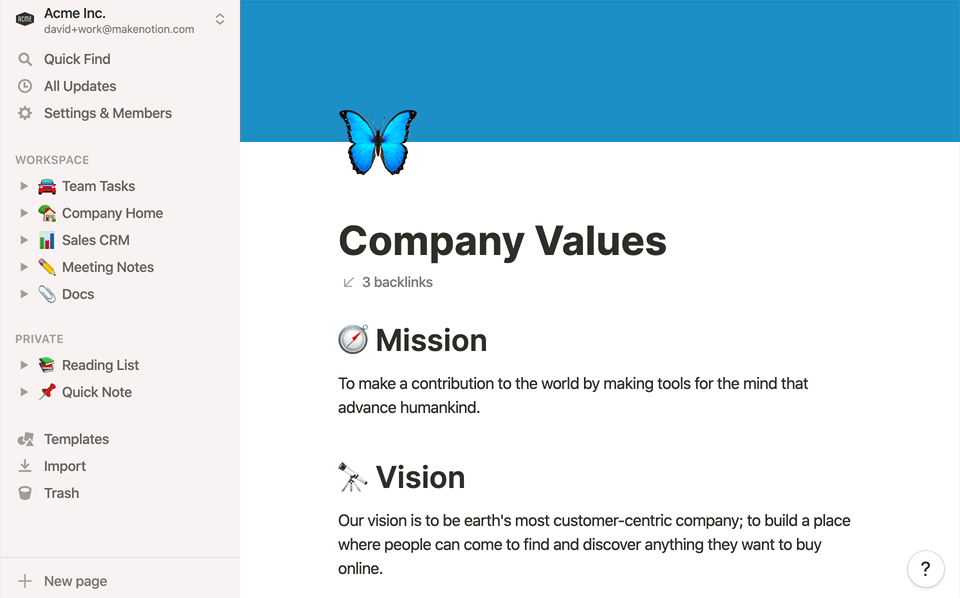 Acme Inc.
david+work@makenotion.com
Quick Find
All Updates
Settings & Members
WORKSPACE
Team Tasks
Company Home
Sales CRM
Meeting Notes
Docs
PRIVATE
Reading List
Quick Note
Templates
Import
Trash
New page
Company Values
3 backlinks
Mission
To make a contribution to the world by making tools for the mind that
advance humankind.
Vision
Our vision is to be earth's most customer-centric company; to build a place
where people can come to find and discover anything they want to buy
online.
?